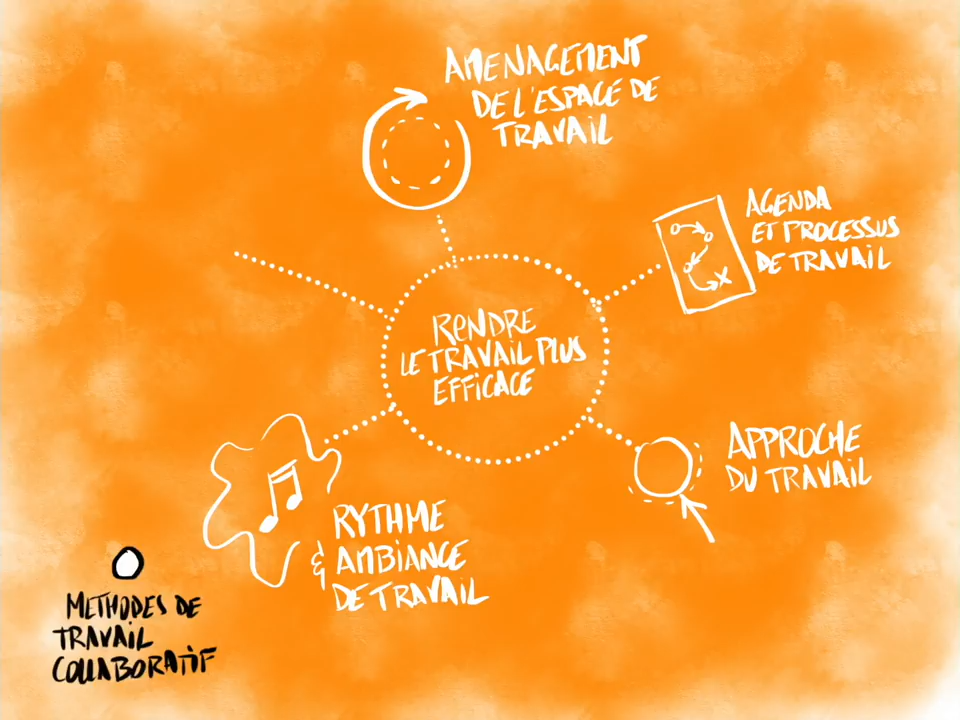 AMENAGEMENT
DE L'ESPACE DE
TRAVAIL
AGENDA
ET PROCESSUS
DE TRAVAIL
RENDRE
LE TRAVAIL PLUS
EFFICACE
APPROCHE
DU TRAVAIL
RYTHME
& AMBIANCE
DE TRAVAIL
METHODES DE
TRAVAIL
COLLABORATIF